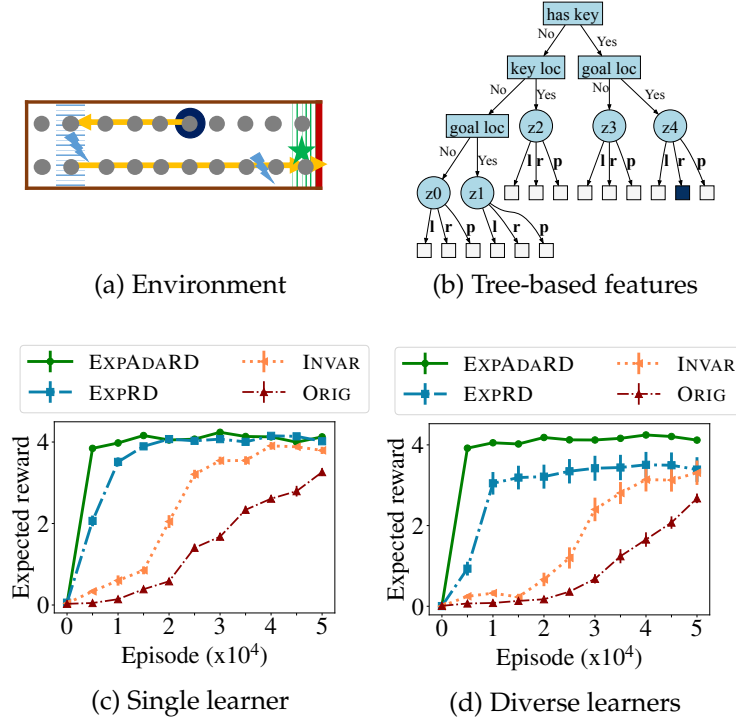 has key
No
Yes
key loc
goal loc
No
Yes
No
Yes
goal loc
z2
z3
z4
No
Yes
l r p
l r p
l r p
z0
z1
l r p
l r p
(a) Environment
(b) Tree-based features
EXPADARD
INVAR
EXPRD
ORIG
Expected reward
4
2
0
0 1 2 3 4 5
Episode (x10⁴)
(c) Single learner
EXPADARD
INVAR
EXPRD
ORIG
Expected reward
4
2
0
0 1 2 3 4 5
Episode (x10⁴)
(d) Diverse learners